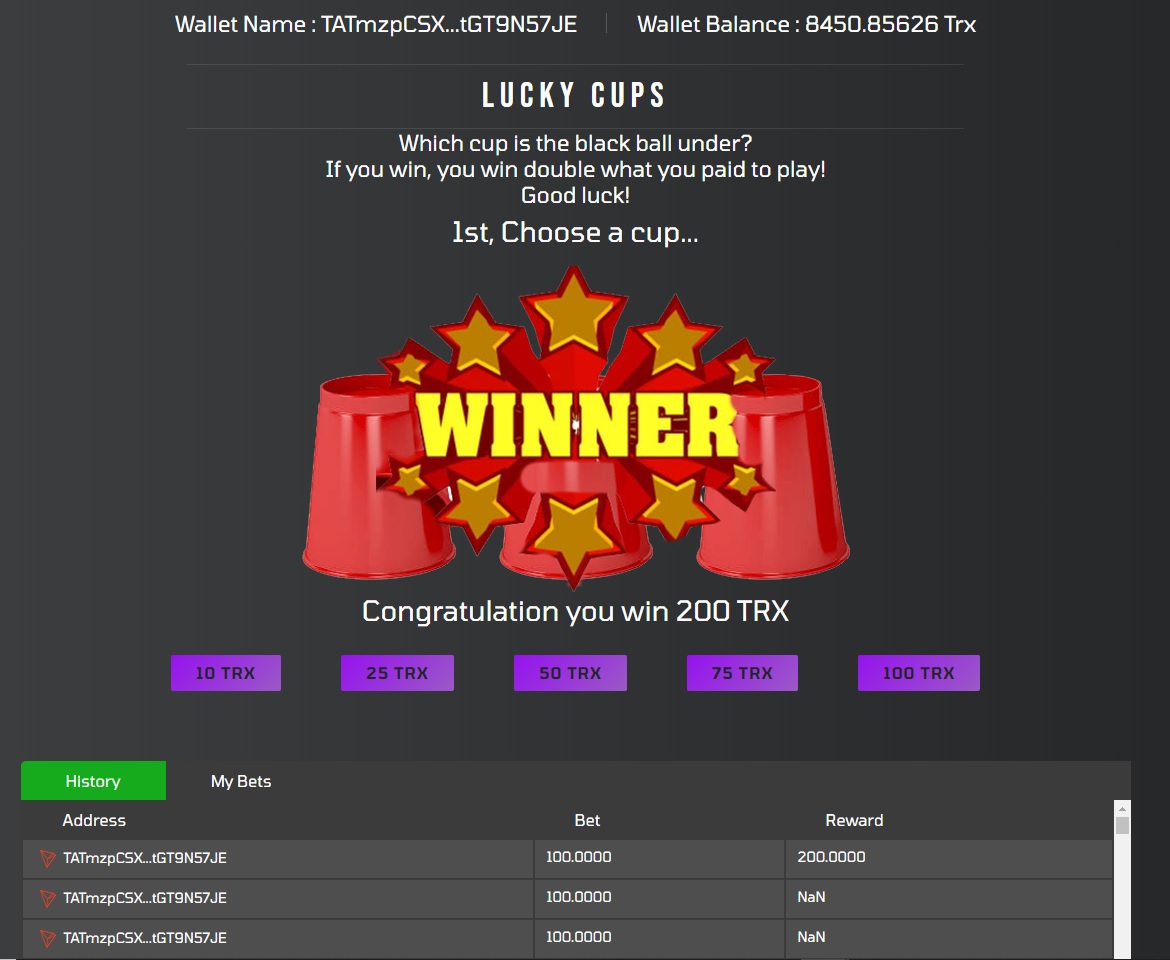 Wallet Name : TATmzpCSX...tGT9N57JE Wallet Balance : 8450.85626 Trx
LUCKY CUPS
Which cup is the black ball under?
If you win, you win double what you paid to play!
Good luck!
1st, Choose a cup...
WINNER
Congratulation you win 200 TRX
10 TRX 25 TRX 50 TRX 75 TRX 100 TRX
History My Bets
Address Bet Reward
TATmzpCSX...tGT9N57JE 100.0000 200.0000
TATmzpCSX...tGT9N57JE 100.0000 NaN
TATmzpCSX...tGT9N57JE 100.0000 NaN